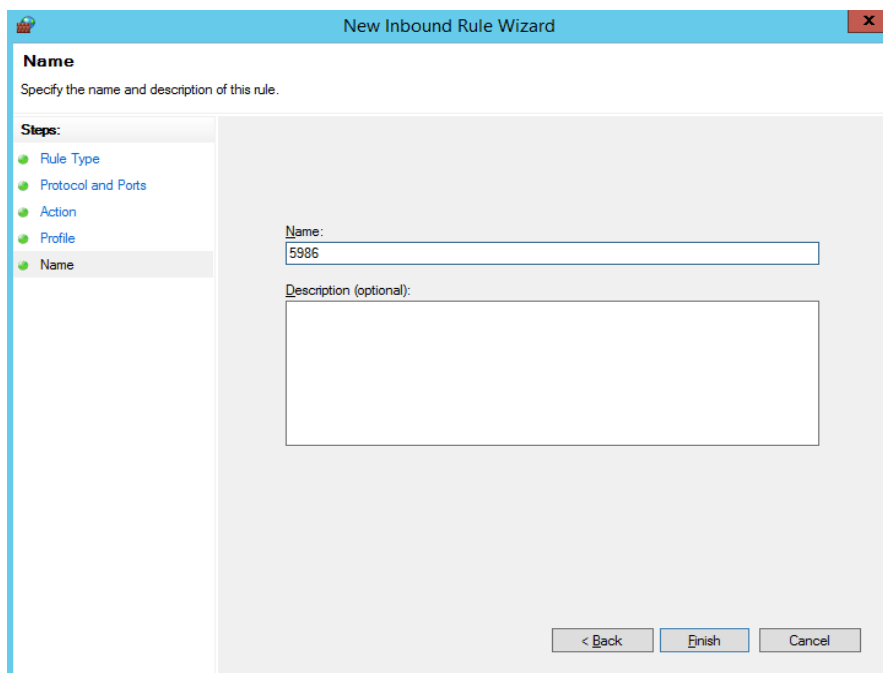 New Inbound Rule Wizard
x
Name
Specify the name and description of this rule.
Steps:
Rule Type
Protocol and Ports
Action
Profile
Name
Name:
5986
Description (optional):
< Back
Finish
Cancel